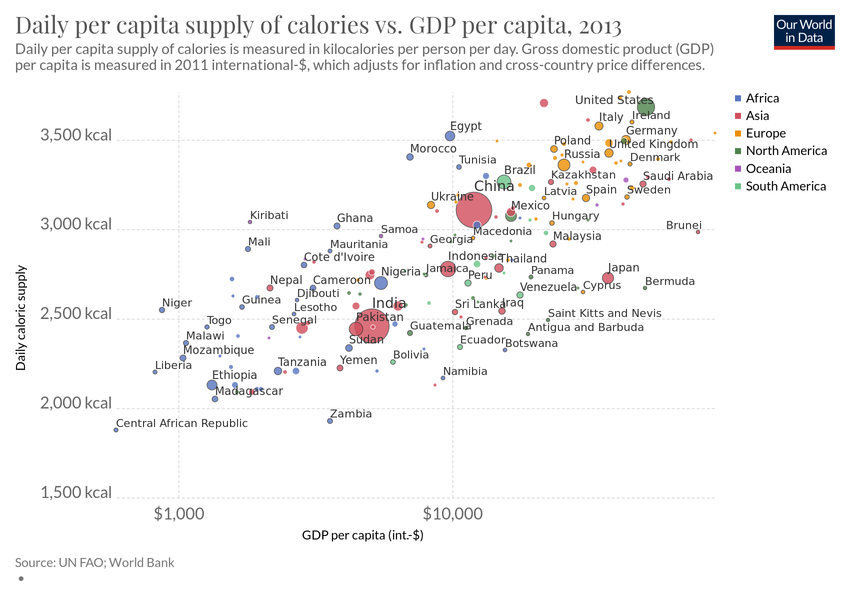 Daily per capita supply of calories vs. GDP per capita, 2013
Daily per capita supply of calories is measured in kilocalories per person per day. Gross domestic product (GDP)
per capita is measured in 2011 international-$, which adjusts for inflation and cross-country price differences.
Our World
in Data
Africa
Asia
Europe
North America
Oceania
South America
Daily caloric supply
3,500 kcal
3,000 kcal
2,500 kcal
2,000 kcal
1,500 kcal
United States
Ireland
Italy
Germany
Egypt
Poland
United Kingdom
Morocco
Tunisia
Russia
Denmark
Brazil
Kazakhstan
Saudi Arabia
China
Latvia
Spain
Sweden
Ukraine
Mexico
Kiribati
Ghana
Hungary
Samoa
Macedonia
Brunei
Mali
Mauritania
Georgia
Malaysia
Cote d'Ivoire
Indonesia
Thailand
Nigeria
Jamaica
Japan
Nepal
Cameroon
Peru
Panama
Bermuda
Djibouti
Venezuela
Cyprus
Niger
Guinea
Lesotho
India
Sri Lanka
Iraq
Togo
Senegal
Pakistan
Grenada
Saint Kitts and Nevis
Guatemala
Antigua and Barbuda
Malawi
Sudan
Ecuador
Botswana
Mozambique
Liberia
Tanzania
Yemen
Bolivia
Ethiopia
Namibia
Madagascar
Zambia
Central African Republic
$1,000
$10,000
GDP per capita (int.-$)
Source: UN FAO; World Bank